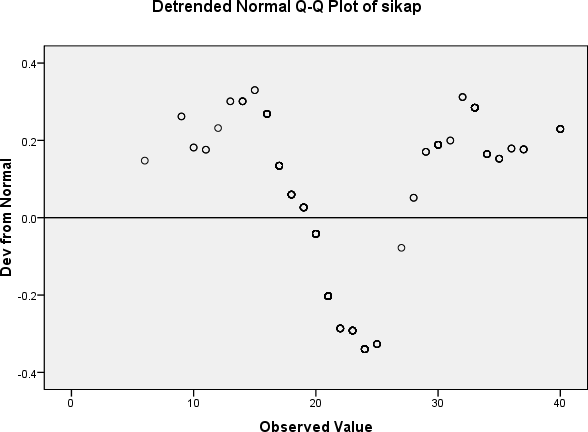 Detrended Normal Q-Q Plot of sikap
Dev from Normal
0.4
0.2
0.0
-0.2
-0.4
0 10 20 30 40
Observed Value